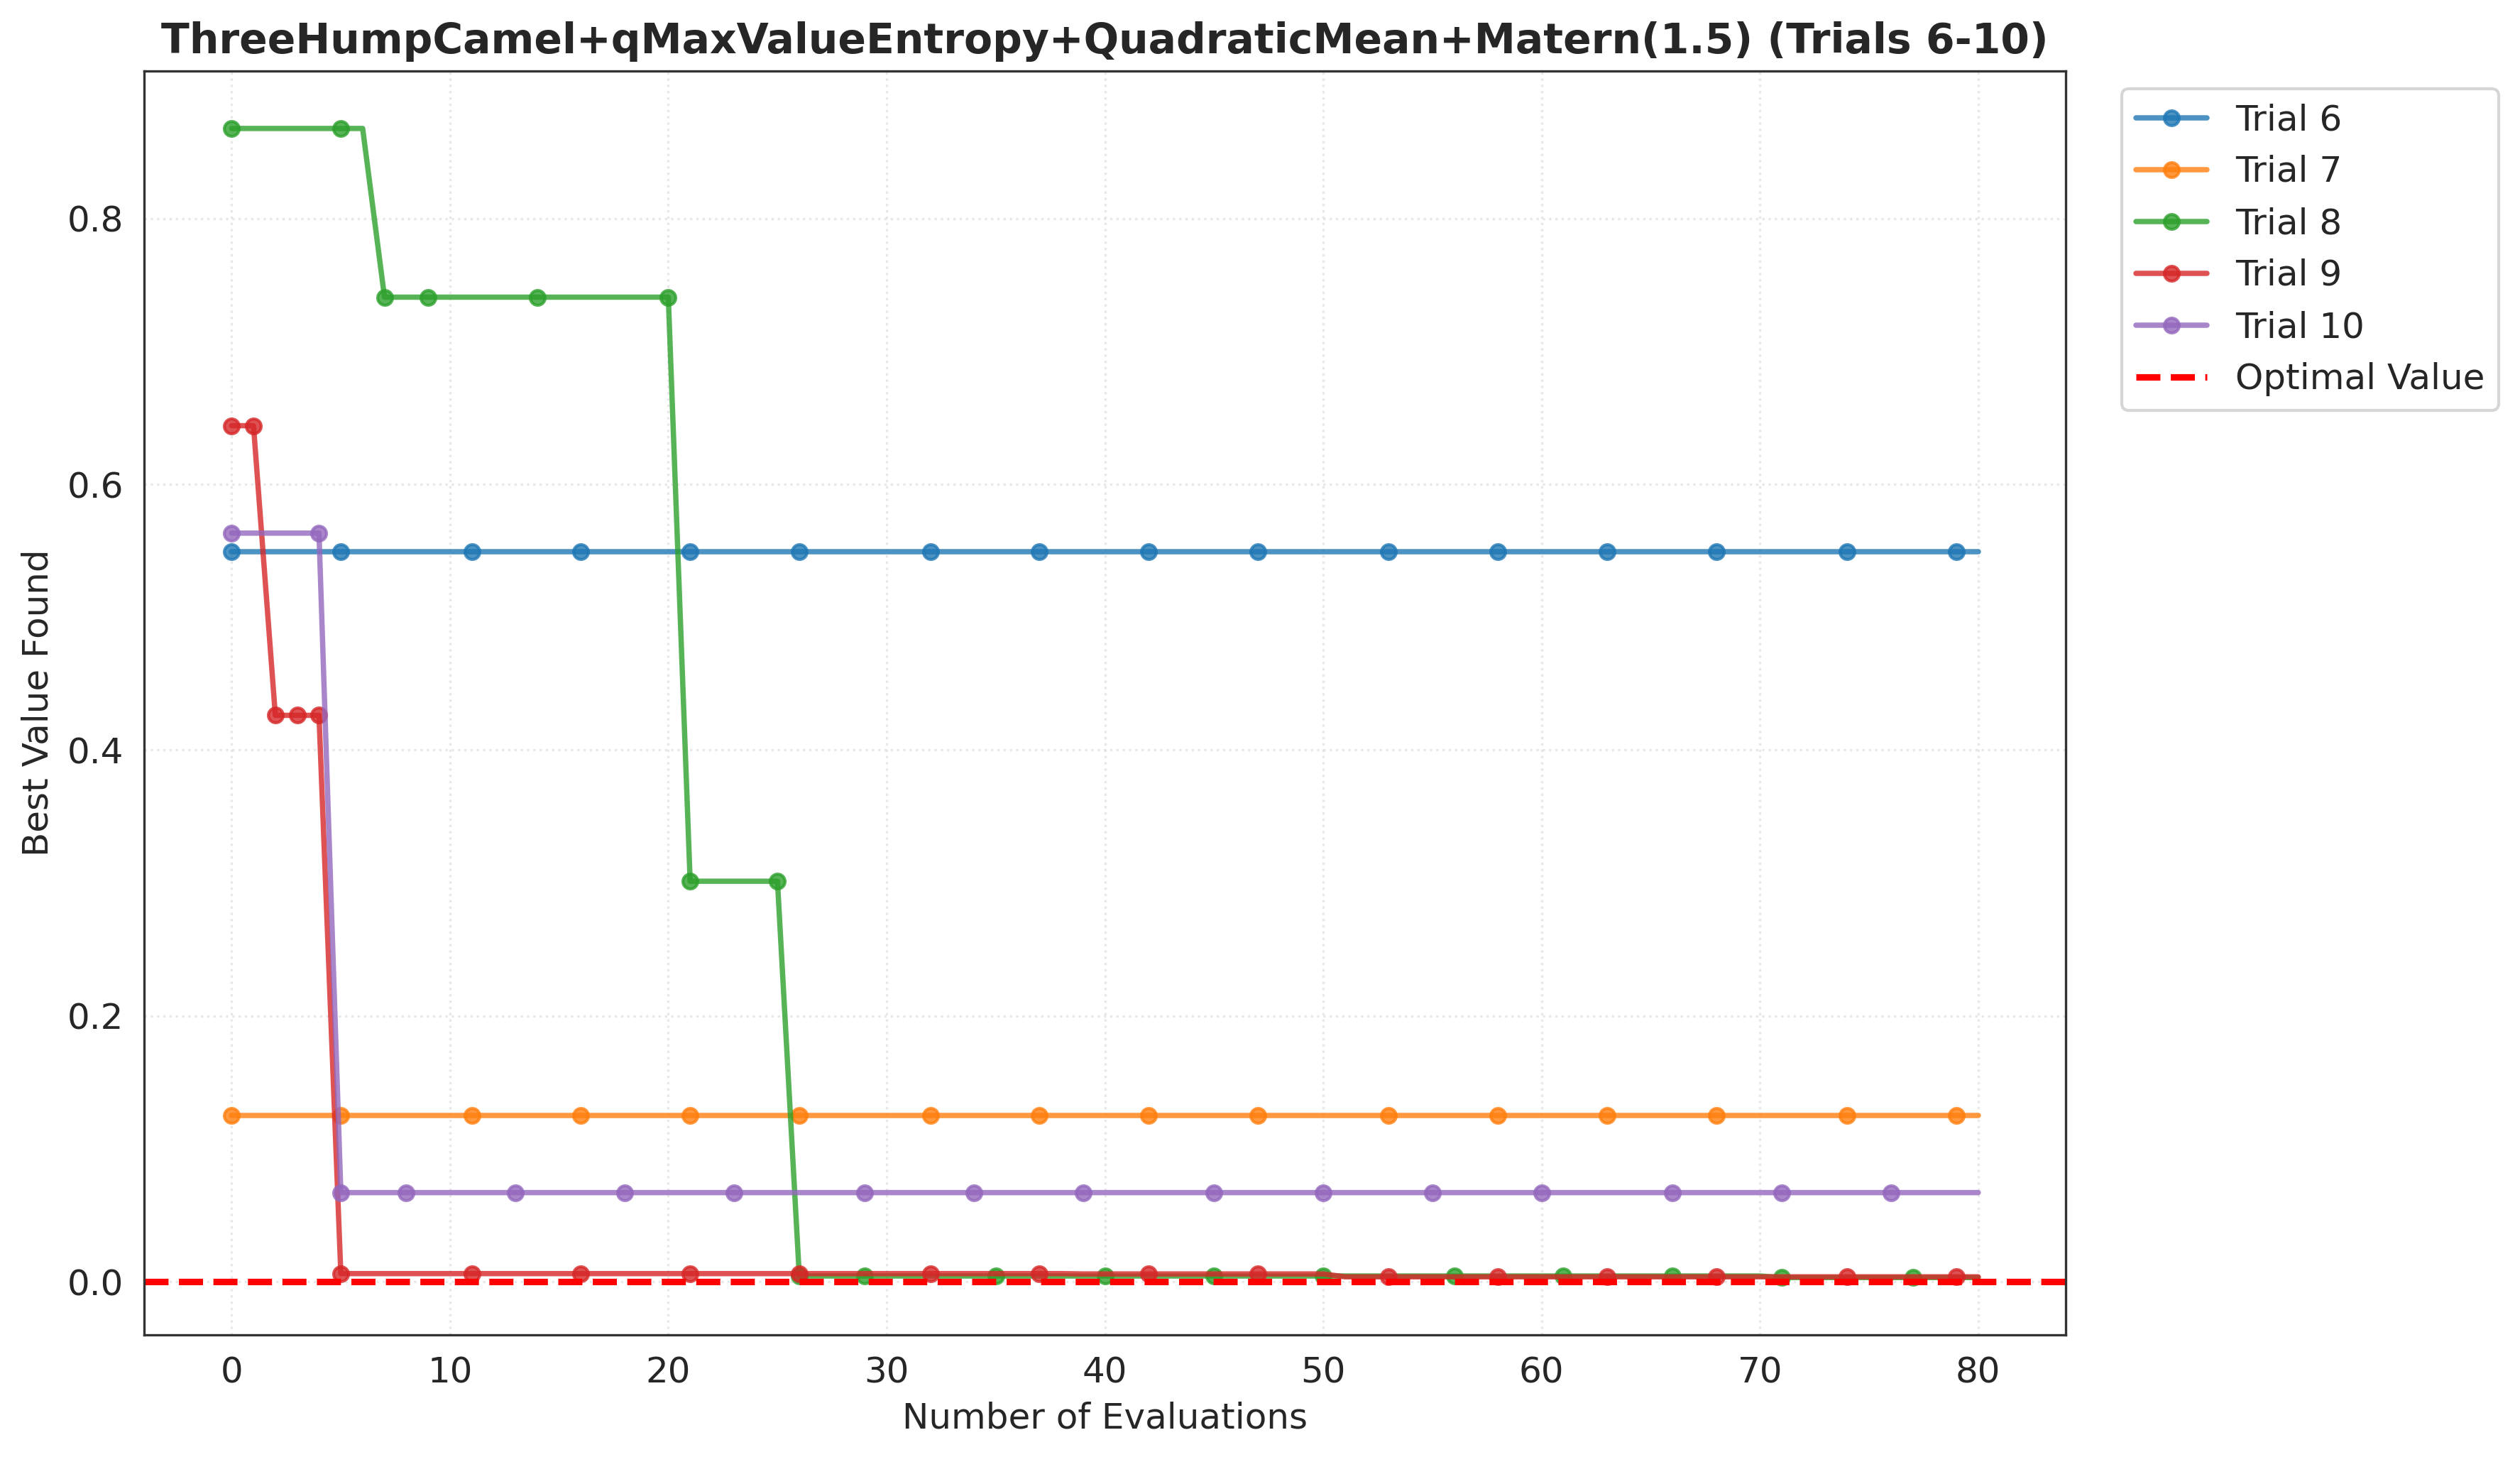 ThreeHumpCamel+qMaxValueEntropy+QuadraticMean+Matern(1.5) (Trials 6-10)
Trial 6
Trial 7
Trial 8
Trial 9
Trial 10
Optimal Value
Best Value Found
0.8
0.6
0.4
0.2
0.0
0 10 20 30 40 50 60 70 80
Number of Evaluations